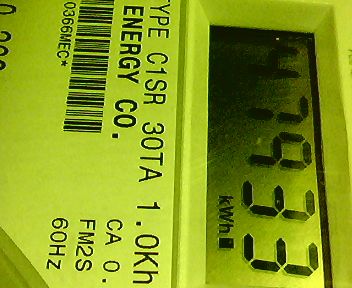 47933
kWh
TYPE C1SR 30TA 1.0Kh
ENERGY CO.
CA 0.
FM2S
60Hz
0366MEC*